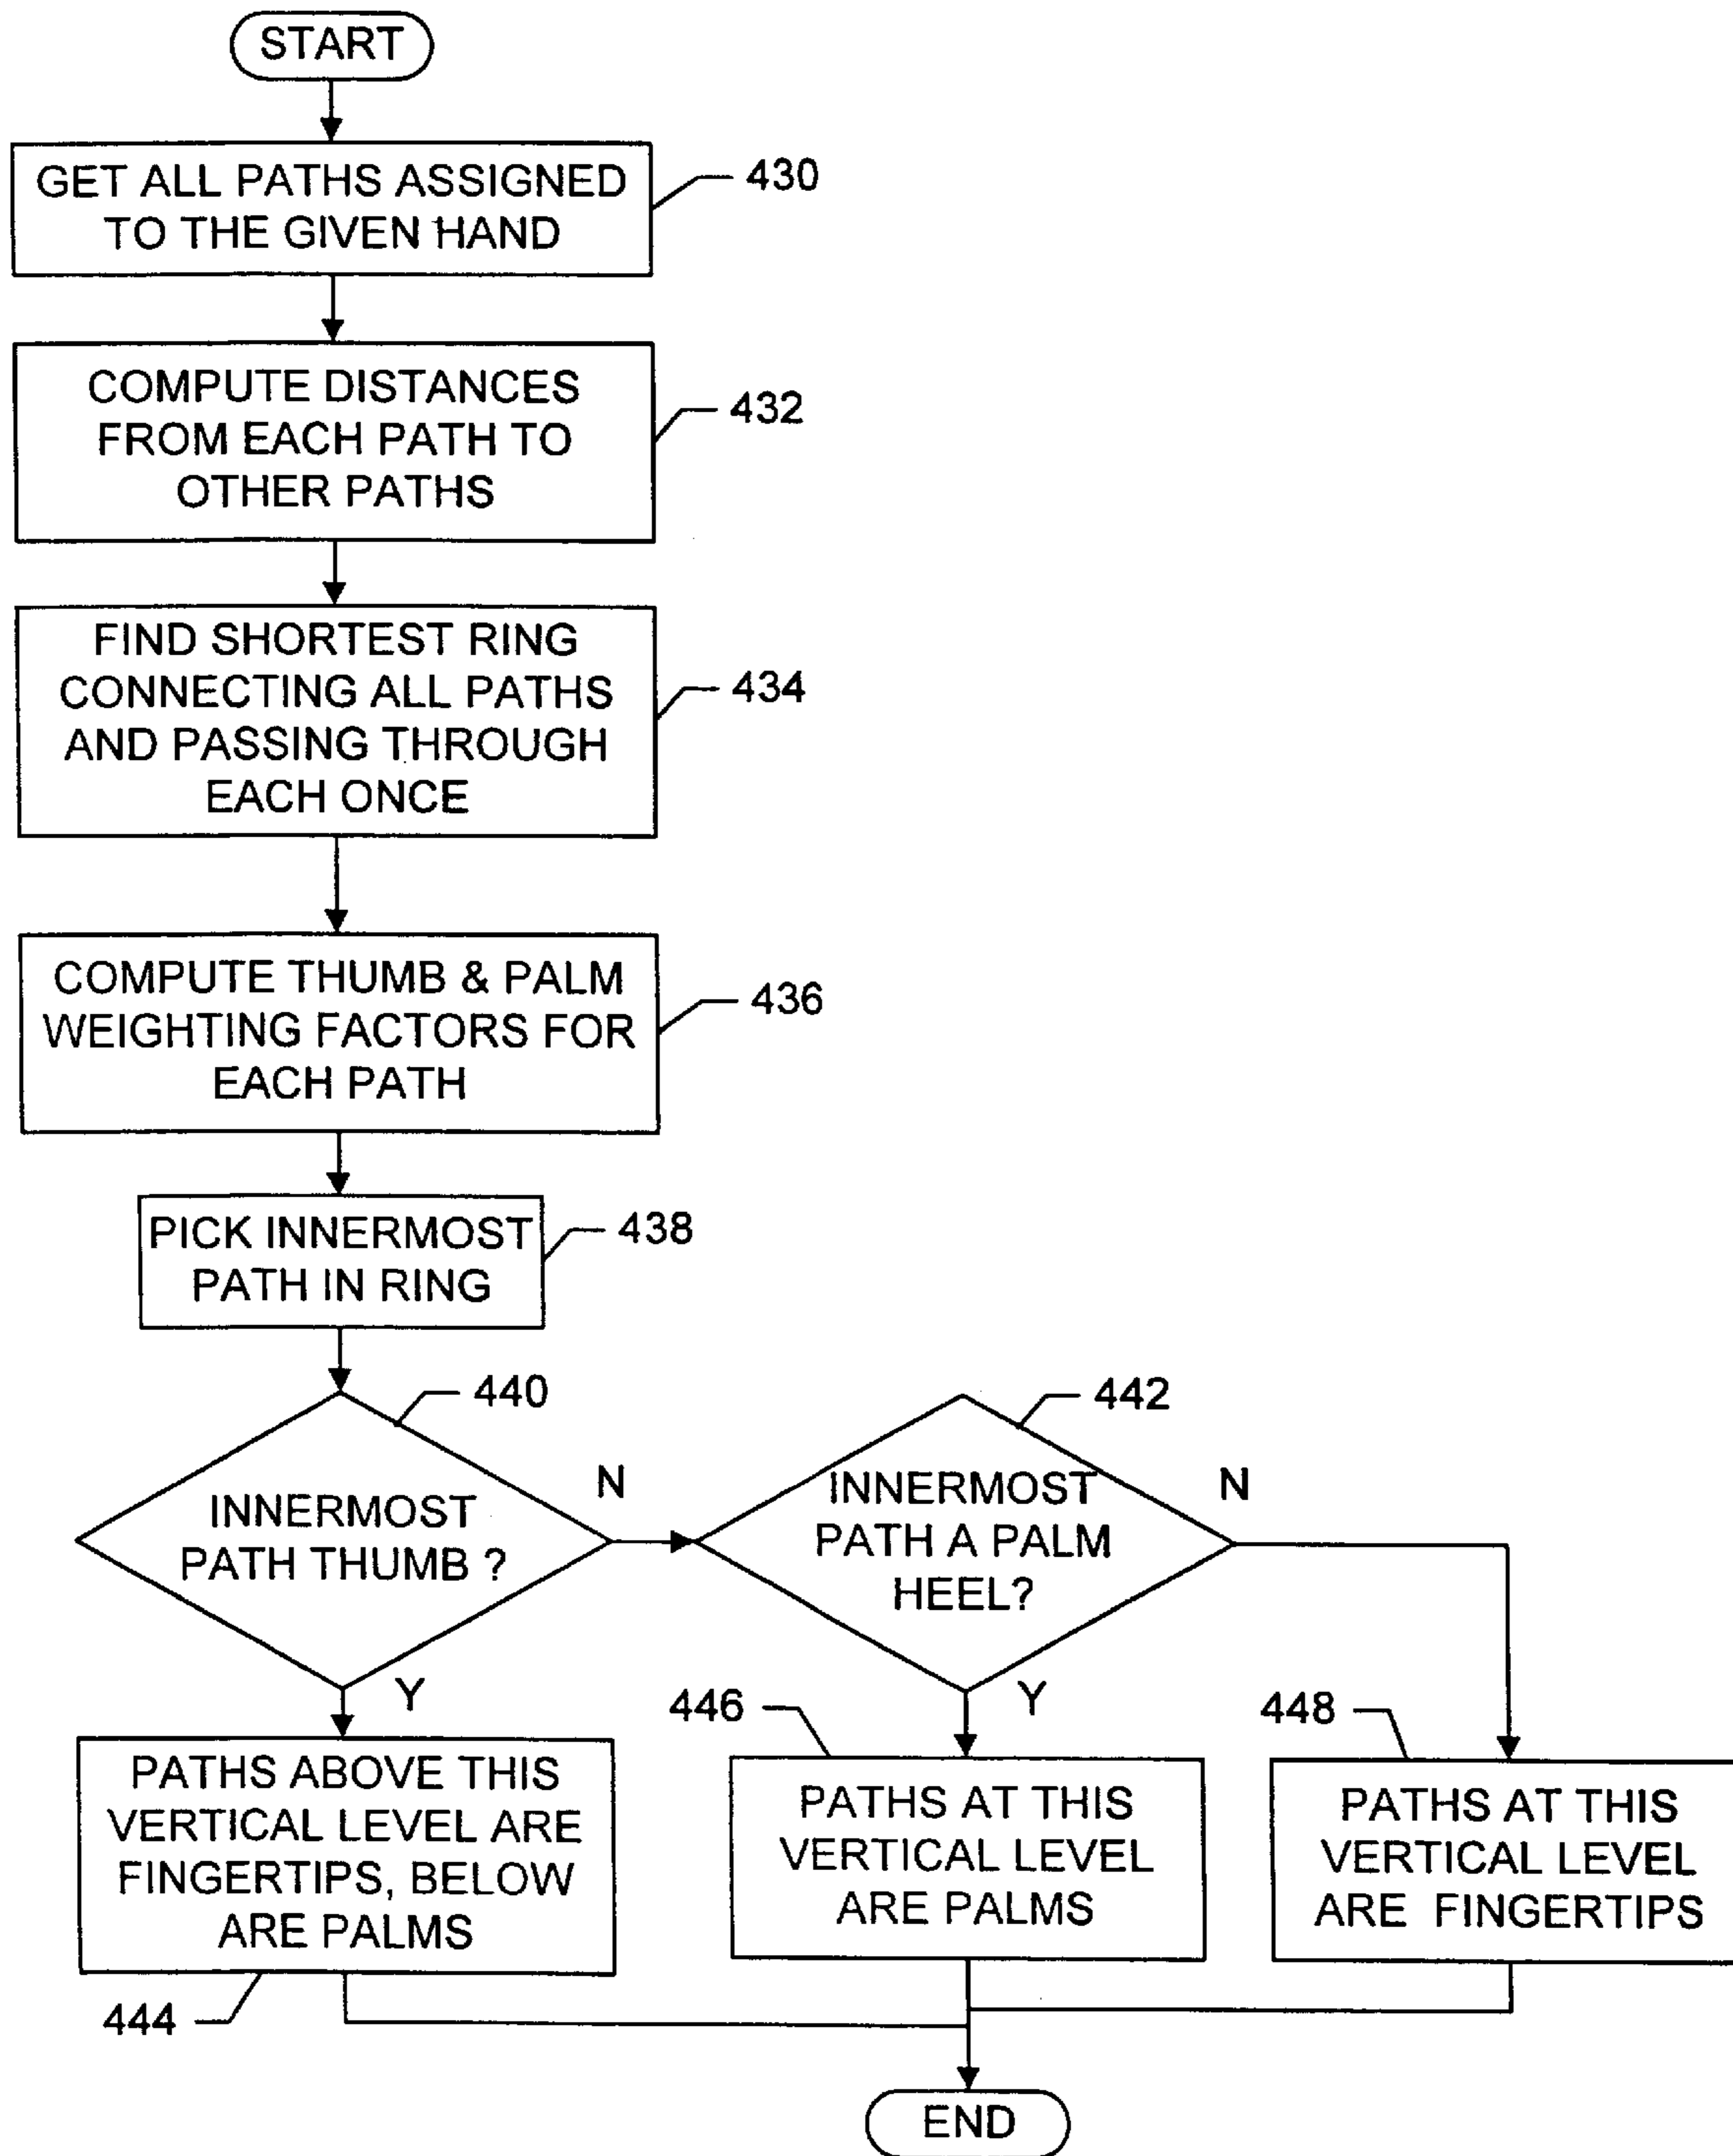 START
GET ALL PATHS ASSIGNED
TO THE GIVEN HAND
430
COMPUTE DISTANCES
FROM EACH PATH TO
OTHER PATHS
432
FIND SHORTEST RING
CONNECTING ALL PATHS
AND PASSING THROUGH
EACH ONCE
434
COMPUTE THUMB & PALM
WEIGHTING FACTORS FOR
EACH PATH
436
PICK INNERMOST
PATH IN RING
438
440
INNERMOST
PATH THUMB ?
N
Y
442
INNERMOST
PATH A PALM
HEEL?
N
Y
PATHS ABOVE THIS
VERTICAL LEVEL ARE
FINGERTIPS, BELOW
ARE PALMS
444
446
PATHS AT THIS
VERTICAL LEVEL
ARE PALMS
448
PATHS AT THIS
VERTICAL LEVEL
ARE FINGERTIPS
END